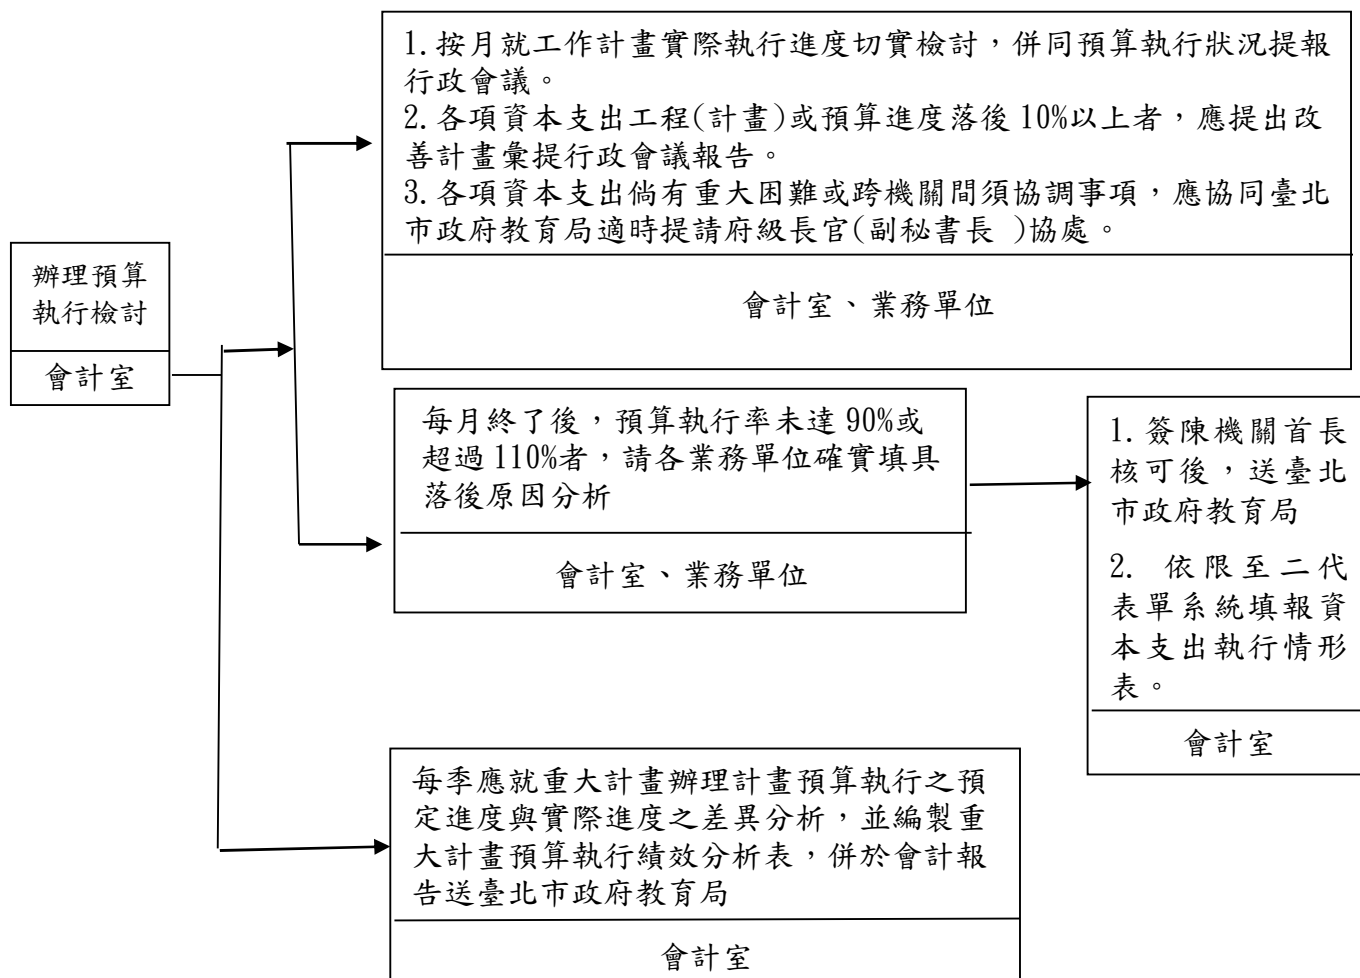 辦理預算
執行檢討
會計室
1.按月就工作計畫實際執行進度切實檢討，併同預算執行狀況提報
行政會議。
2.各項資本支出工程(計畫)或預算進度落後 10%以上者，應提出改
善計畫彙提行政會議報告。
3.各項資本支出倘有重大困難或跨機關間須協調事項，應協同臺北
市政府教育局適時提請府級長官(副秘書長 )協處。
會計室、業務單位
每月終了後，預算執行率未達 90%或
超過 110%者，請各業務單位確實填具
落後原因分析
會計室、業務單位
1.簽陳機關首長
核可後，送臺北
市政府教育局
2. 依限至二代
表單系統填報資
本支出執行情形
表。
會計室
每季應就重大計畫辦理計畫預算執行之預
定進度與實際進度之差異分析，並編製重
大計畫預算執行績效分析表，併於會計報
告送臺北市政府教育局
會計室